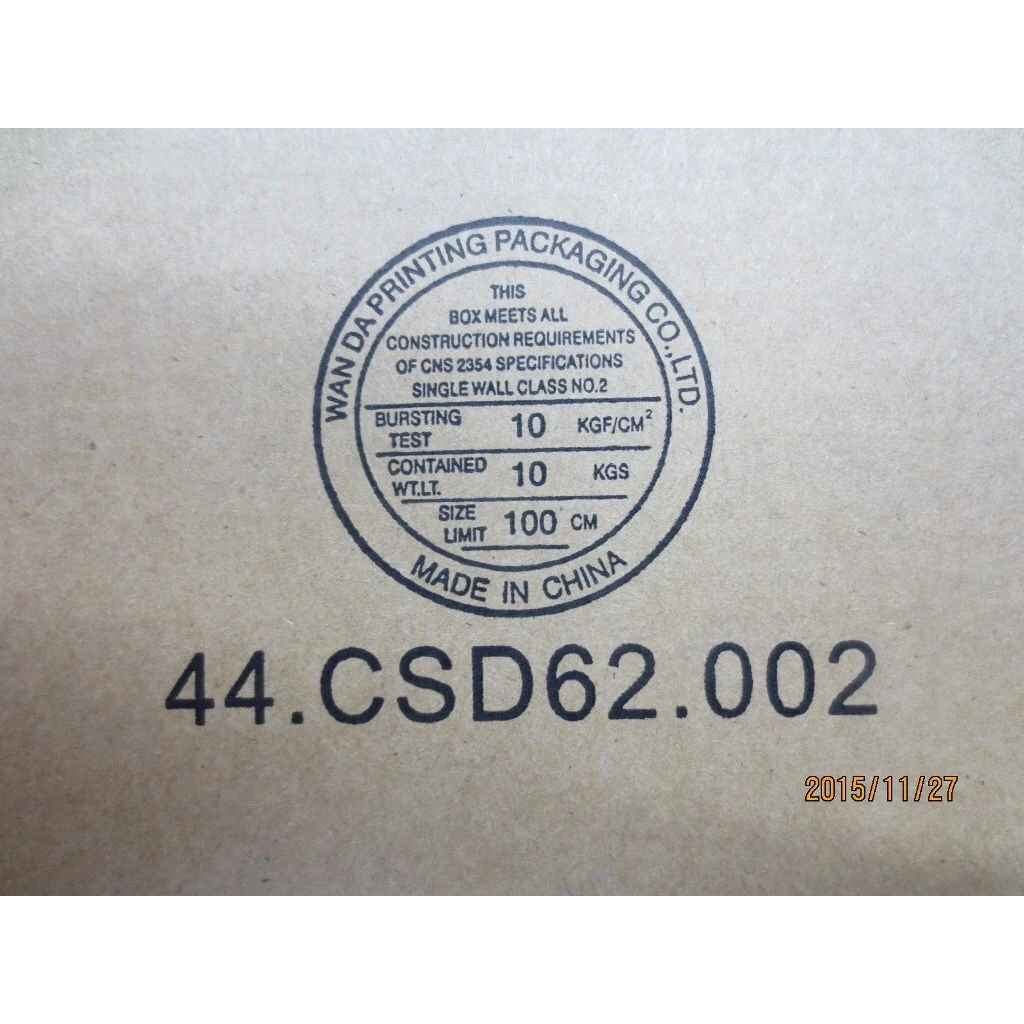 WAN DA PRINTING PACKAGING CO.,LTD.
THIS
BOX MEETS ALL
CONSTRUCTION REQUIREMENTS
OF CNS 2354 SPECIFICATIONS
SINGLE WALL CLASS NO.2
BURSTING TEST 10 KGF/CM²
CONTAINED WT.LT. 10 KGS
SIZE LIMIT 100 CM
MADE IN CHINA
44.CSD62.002
2015/11/27